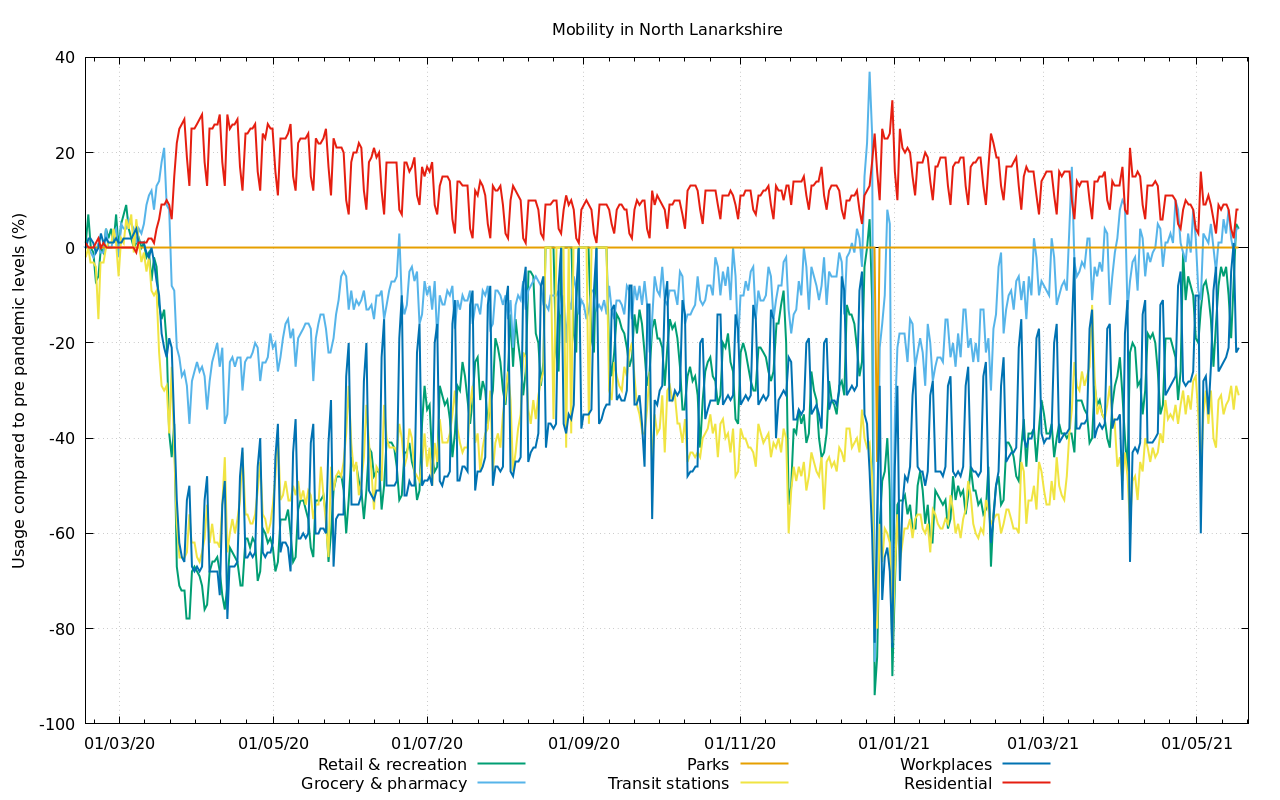 Mobility in North Lanarkshire
Usage compared to pre pandemic levels (%)
40
20
0
-20
-40
-60
-80
-100
01/03/20 01/05/20 01/07/20 01/09/20 01/11/20 01/01/21 01/03/21 01/05/21
Retail & recreation Parks Workplaces
Grocery & pharmacy Transit stations Residential